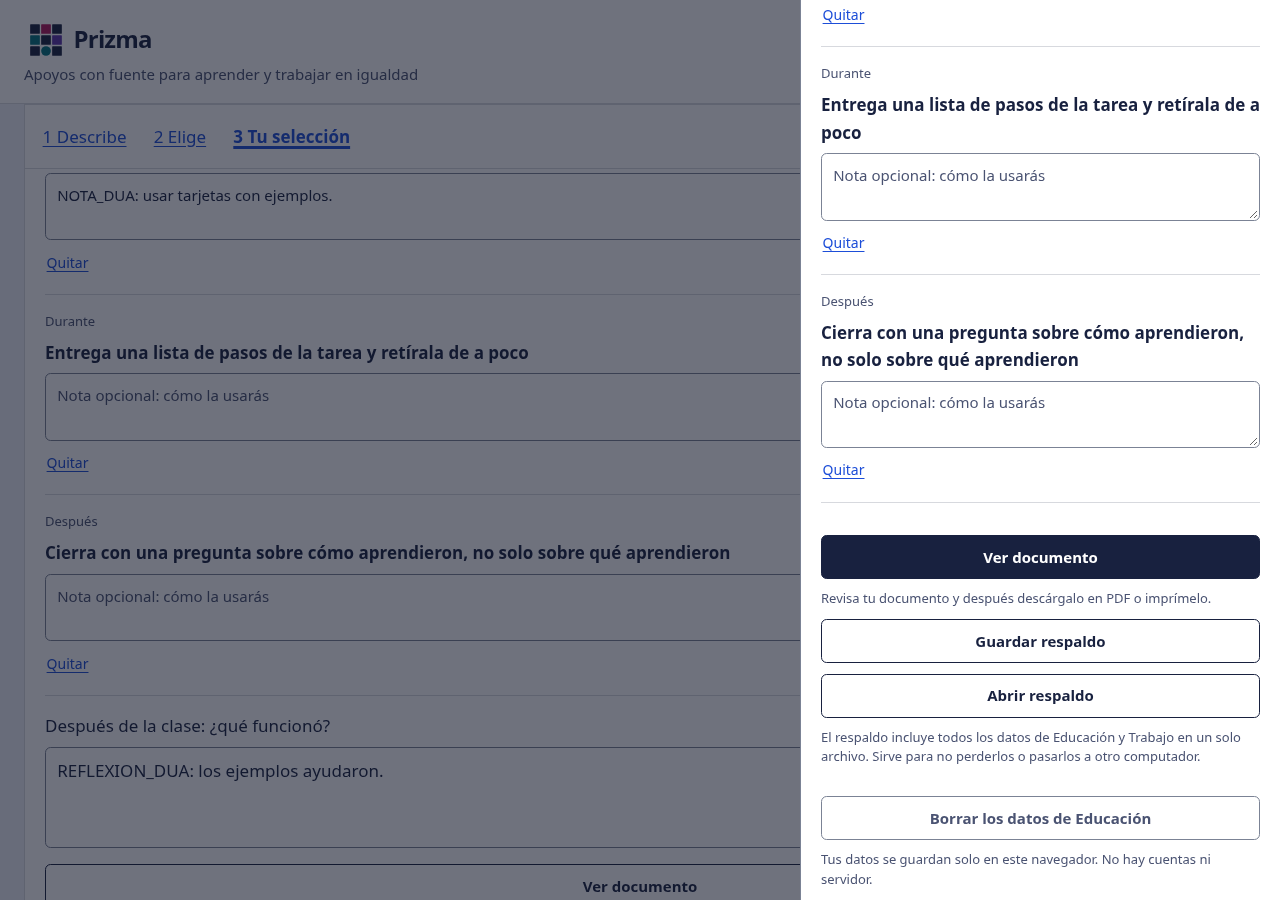 Prizma
Apoyos con fuente para aprender y trabajar en igualdad
1 Describe
2 Elige
3 Tu selección
NOTA_DUA: usar tarjetas con ejemplos.
Quitar
Durante
Entrega una lista de pasos de la tarea y retírala de a poco
Nota opcional: cómo la usarás
Quitar
Después
Cierra con una pregunta sobre cómo aprendieron, no solo sobre qué aprendieron
Nota opcional: cómo la usarás
Quitar
Después de la clase: ¿qué funcionó?
REFLEXION_DUA: los ejemplos ayudaron.
Ver documento
Quitar
Durante
Entrega una lista de pasos de la tarea y retírala de a
poco
Nota opcional: cómo la usarás
Quitar
Después
Cierra con una pregunta sobre cómo aprendieron,
no solo sobre qué aprendieron
Nota opcional: cómo la usarás
Quitar
Ver documento
Revisa tu documento y después descárgalo en PDF o imprímelo.
Guardar respaldo
Abrir respaldo
El respaldo incluye todos los datos de Educación y Trabajo en un solo
archivo. Sirve para no perderlos o pasarlos a otro computador.
Borrar los datos de Educación
Tus datos se guardan solo en este navegador. No hay cuentas ni
servidor.